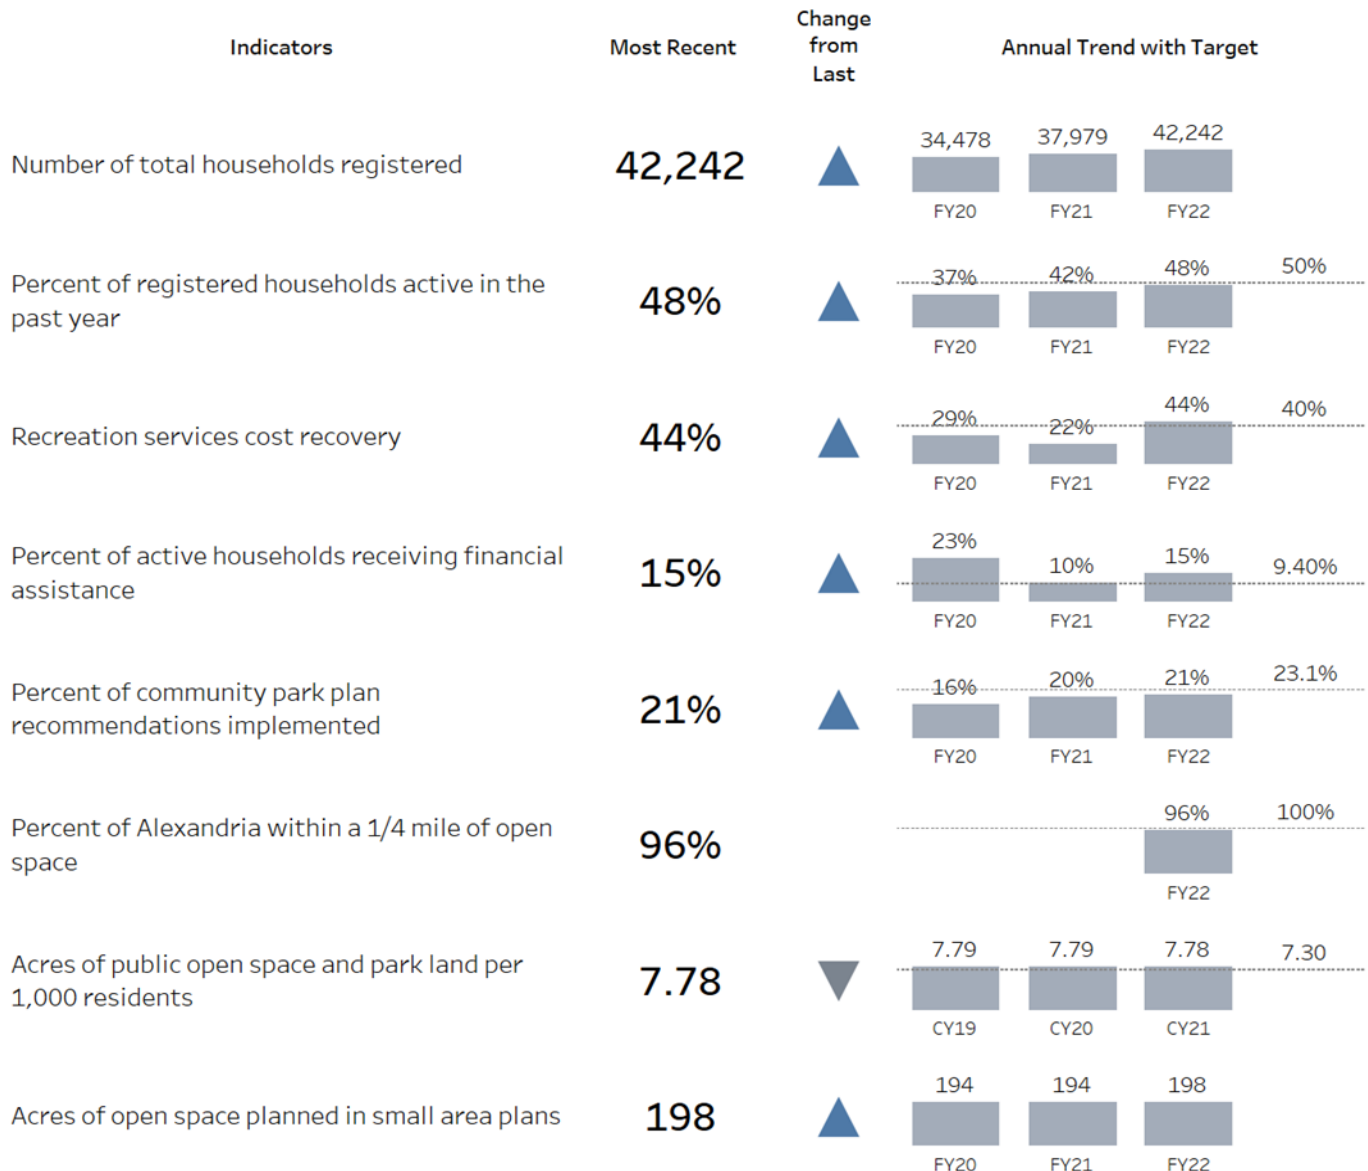 Indicators
Most Recent
Change
from
Last
Annual Trend with Target
Number of total households registered
42,242
34,478
37,979
42,242
FY20
FY21
FY22
Percent of registered households active in the
past year
48%
37%
42%
48%
50%
FY20
FY21
FY22
Recreation services cost recovery
44%
29%
22%
44%
40%
FY20
FY21
FY22
Percent of active households receiving financial
assistance
15%
23%
10%
15%
9.40%
FY20
FY21
FY22
Percent of community park plan
recommendations implemented
21%
16%
20%
21%
23.1%
FY20
FY21
FY22
Percent of Alexandria within a 1/4 mile of open
space
96%
96%
100%
FY22
Acres of public open space and park land per
1,000 residents
7.78
7.79
7.79
7.78
7.30
CY19
CY20
CY21
Acres of open space planned in small area plans
198
194
194
198
FY20
FY21
FY22